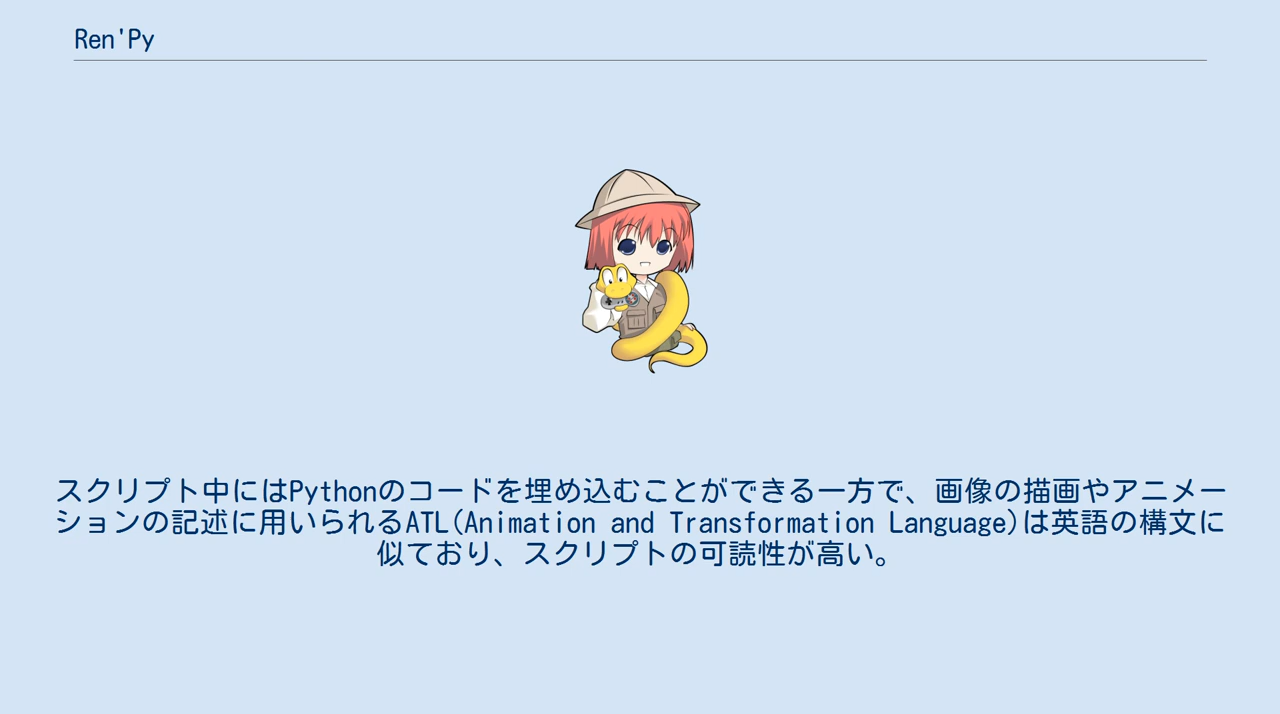 Ren'Py
スクリプト中にはPythonのコードを埋め込むことができる一方で、画像の描画やアニメー
ションの記述に用いられるATL(Animation and Transformation Language)は英語の構文に
似ており、スクリプトの可読性が高い。